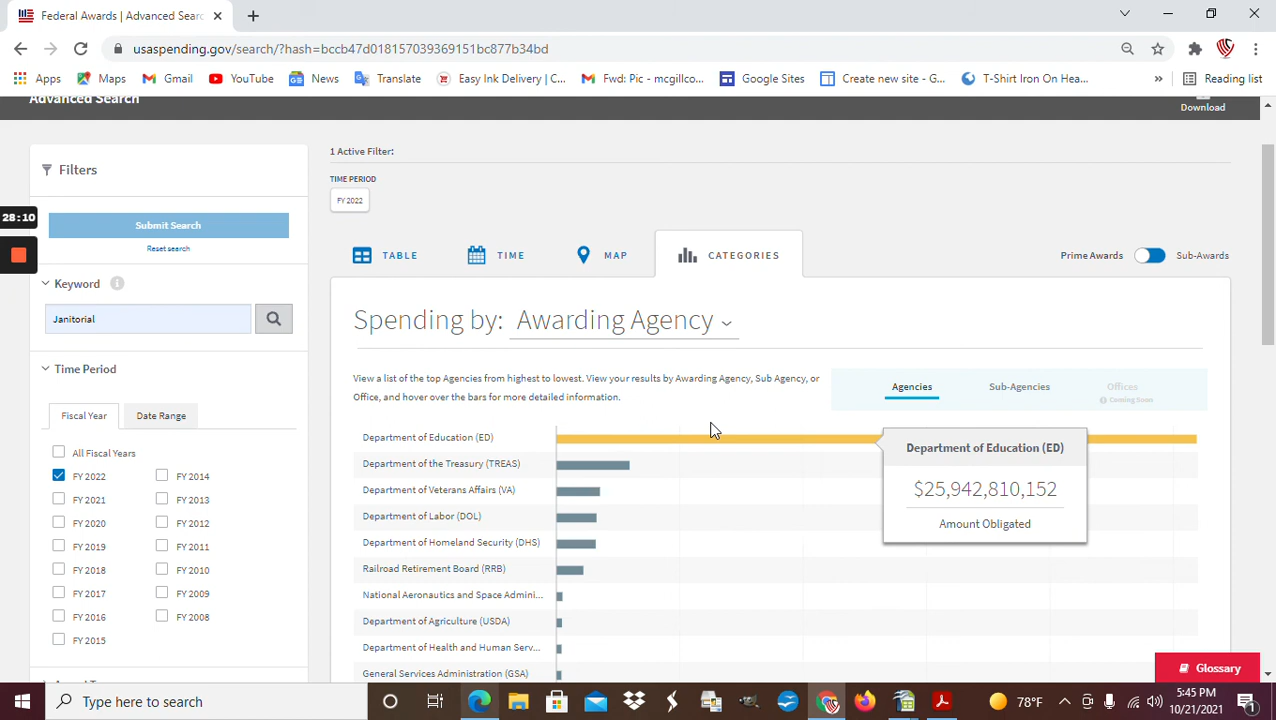 Federal Awards | Advanced Searc
usaspending.gov/search/?hash=bccb47d018157039369151bc877b34bd
Apps Maps Gmail YouTube News Translate Easy Ink Delivery | C... Fwd: Pic - mcgillco... Google Sites Create new site - G... T-Shirt Iron On Hea... » Reading list
Advanced Search
Download
Filters
Submit Search
Reset search
28:10
Keyword
Janitorial
Time Period
Fiscal Year Date Range
All Fiscal Years
FY 2022 FY 2014
FY 2021 FY 2013
FY 2020 FY 2012
FY 2019 FY 2011
FY 2018 FY 2010
FY 2017 FY 2009
FY 2016 FY 2008
FY 2015
1 Active Filter:
TIME PERIOD
FY 2022
TABLE TIME MAP CATEGORIES
Prime Awards Sub-Awards
Spending by: Awarding Agency
View a list of the top Agencies from highest to lowest. View your results by Awarding Agency, Sub Agency, or
Office, and hover over the bars for more detailed information.
Agencies Sub-Agencies Offices
Coming Soon
Department of Education (ED)
Department of the Treasury (TREAS)
Department of Veterans Affairs (VA)
Department of Labor (DOL)
Department of Homeland Security (DHS)
Railroad Retirement Board (RRB)
National Aeronautics and Space Admini...
Department of Agriculture (USDA)
Department of Health and Human Serv...
General Services Administration (GSA)
Department of Education (ED)
$25,942,810,152
Amount Obligated
Glossary
Type here to search
78°F
5:45 PM
10/21/2021
1